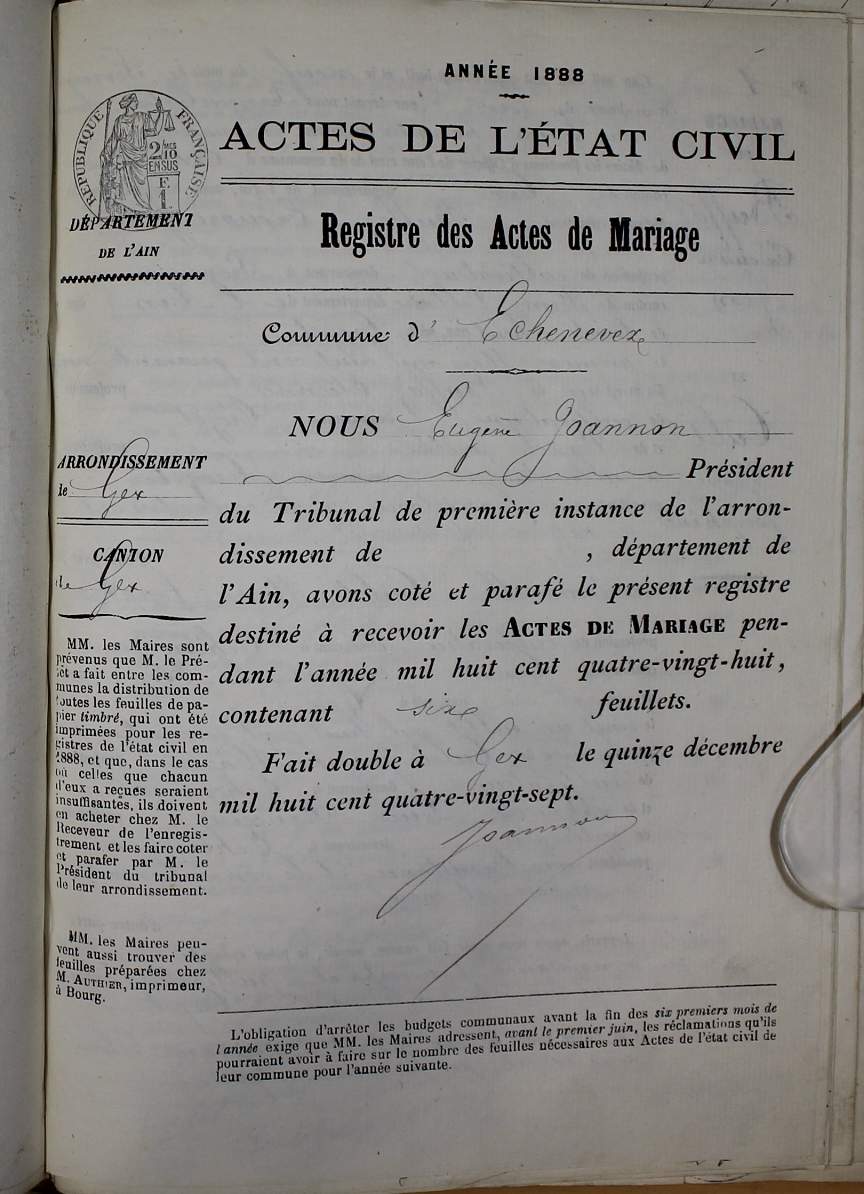 ANNÉE 1888
ACTES DE L'ÉTAT CIVIL
RÉPUBLIQUE FRANÇAISE
2 MES
10
EN SUS
E
1
DÉPARTEMENT
DE L'AIN
Registre des Actes de Mariage
Commune d' Echenevex
NOUS Eugène Joannon
Président
du Tribunal de première instance de l'arron-
dissement de , département de
l'Ain, avons coté et parafé le présent registre
destiné à recevoir les ACTES DE MARIAGE pen-
dant l'année mil huit cent quatre-vingt-huit,
contenant six feuillets.
Fait double à Gex le quinze décembre
mil huit cent quatre-vingt-sept.
Joannon
ARRONDISSEMENT
de Gex
CANTON
de Gex
MM. les Maires sont
prévenus que M. le Pré-
fet a fait entre les com-
munes la distribution de
toutes les feuilles de pa-
pier timbré, qui ont été
imprimées pour les re-
gistres de l'état civil en
1888, et que, dans le cas
où celles que chacun
d'eux a reçues seraient
insuffisantes, ils doivent
en acheter chez M. le
Receveur de l'enregis-
trement et les faire coter
et parafer par M. le
Président du tribunal
de leur arrondissement.
MM. les Maires peu-
vent aussi trouver des
feuilles préparées chez
M. AUTHIER, imprimeur,
à Bourg.
L'obligation d'arrêter les budgets communaux avant la fin des six premiers mois de
l'année exige que MM. les Maires adressent, avant le premier juin, les réclamations qu'ils
pourraient avoir à faire sur le nombre des feuilles nécessaires aux Actes de l'état civil de
leur commune pour l'année suivante.